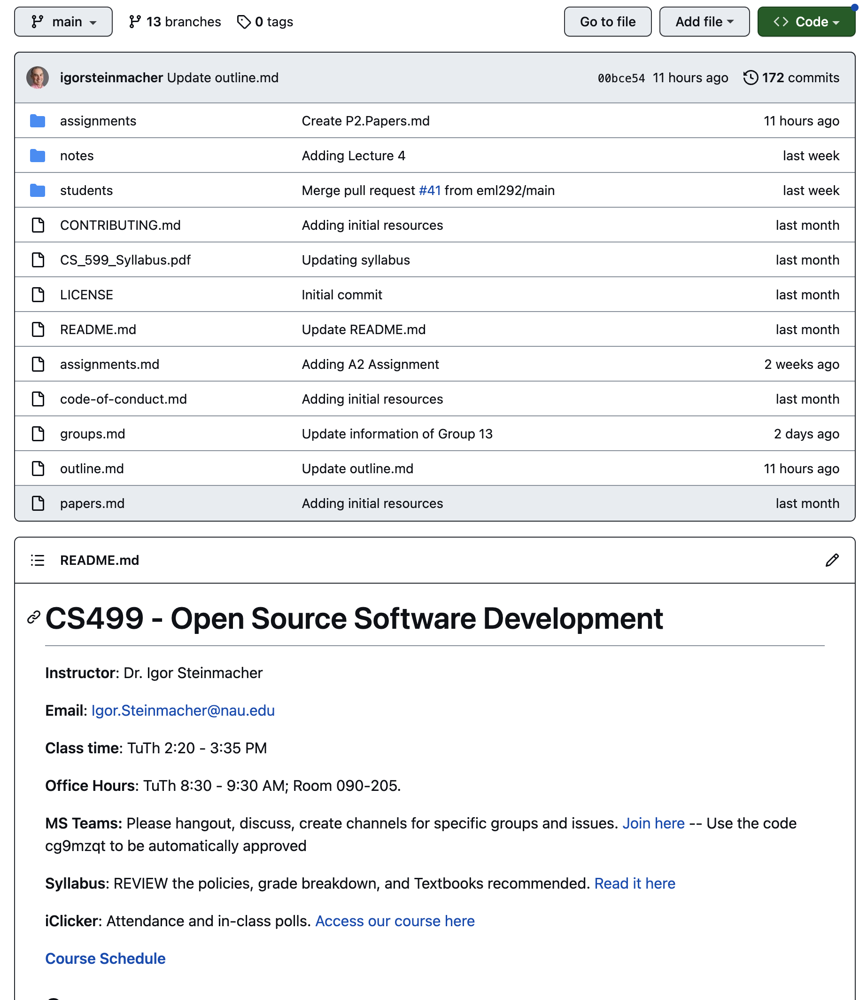 main 13 branches 0 tags Go to file Add file Code
igorsteinmacher Update outline.md 00bce54 11 hours ago 172 commits
assignments Create P2.Papers.md 11 hours ago
notes Adding Lecture 4 last week
students Merge pull request #41 from eml292/main last week
CONTRIBUTING.md Adding initial resources last month
CS_599_Syllabus.pdf Updating syllabus last month
LICENSE Initial commit last month
README.md Update README.md last month
assignments.md Adding A2 Assignment 2 weeks ago
code-of-conduct.md Adding initial resources last month
groups.md Update information of Group 13 2 days ago
outline.md Update outline.md 11 hours ago
papers.md Adding initial resources last month
README.md
CS499 - Open Source Software Development
Instructor: Dr. Igor Steinmacher
Email: Igor.Steinmacher@nau.edu
Class time: TuTh 2:20 - 3:35 PM
Office Hours: TuTh 8:30 - 9:30 AM; Room 090-205.
MS Teams: Please hangout, discuss, create channels for specific groups and issues. Join here -- Use the code
cg9mzqt to be automatically approved
Syllabus: REVIEW the policies, grade breakdown, and Textbooks recommended. Read it here
iClicker: Attendance and in-class polls. Access our course here
Course Schedule